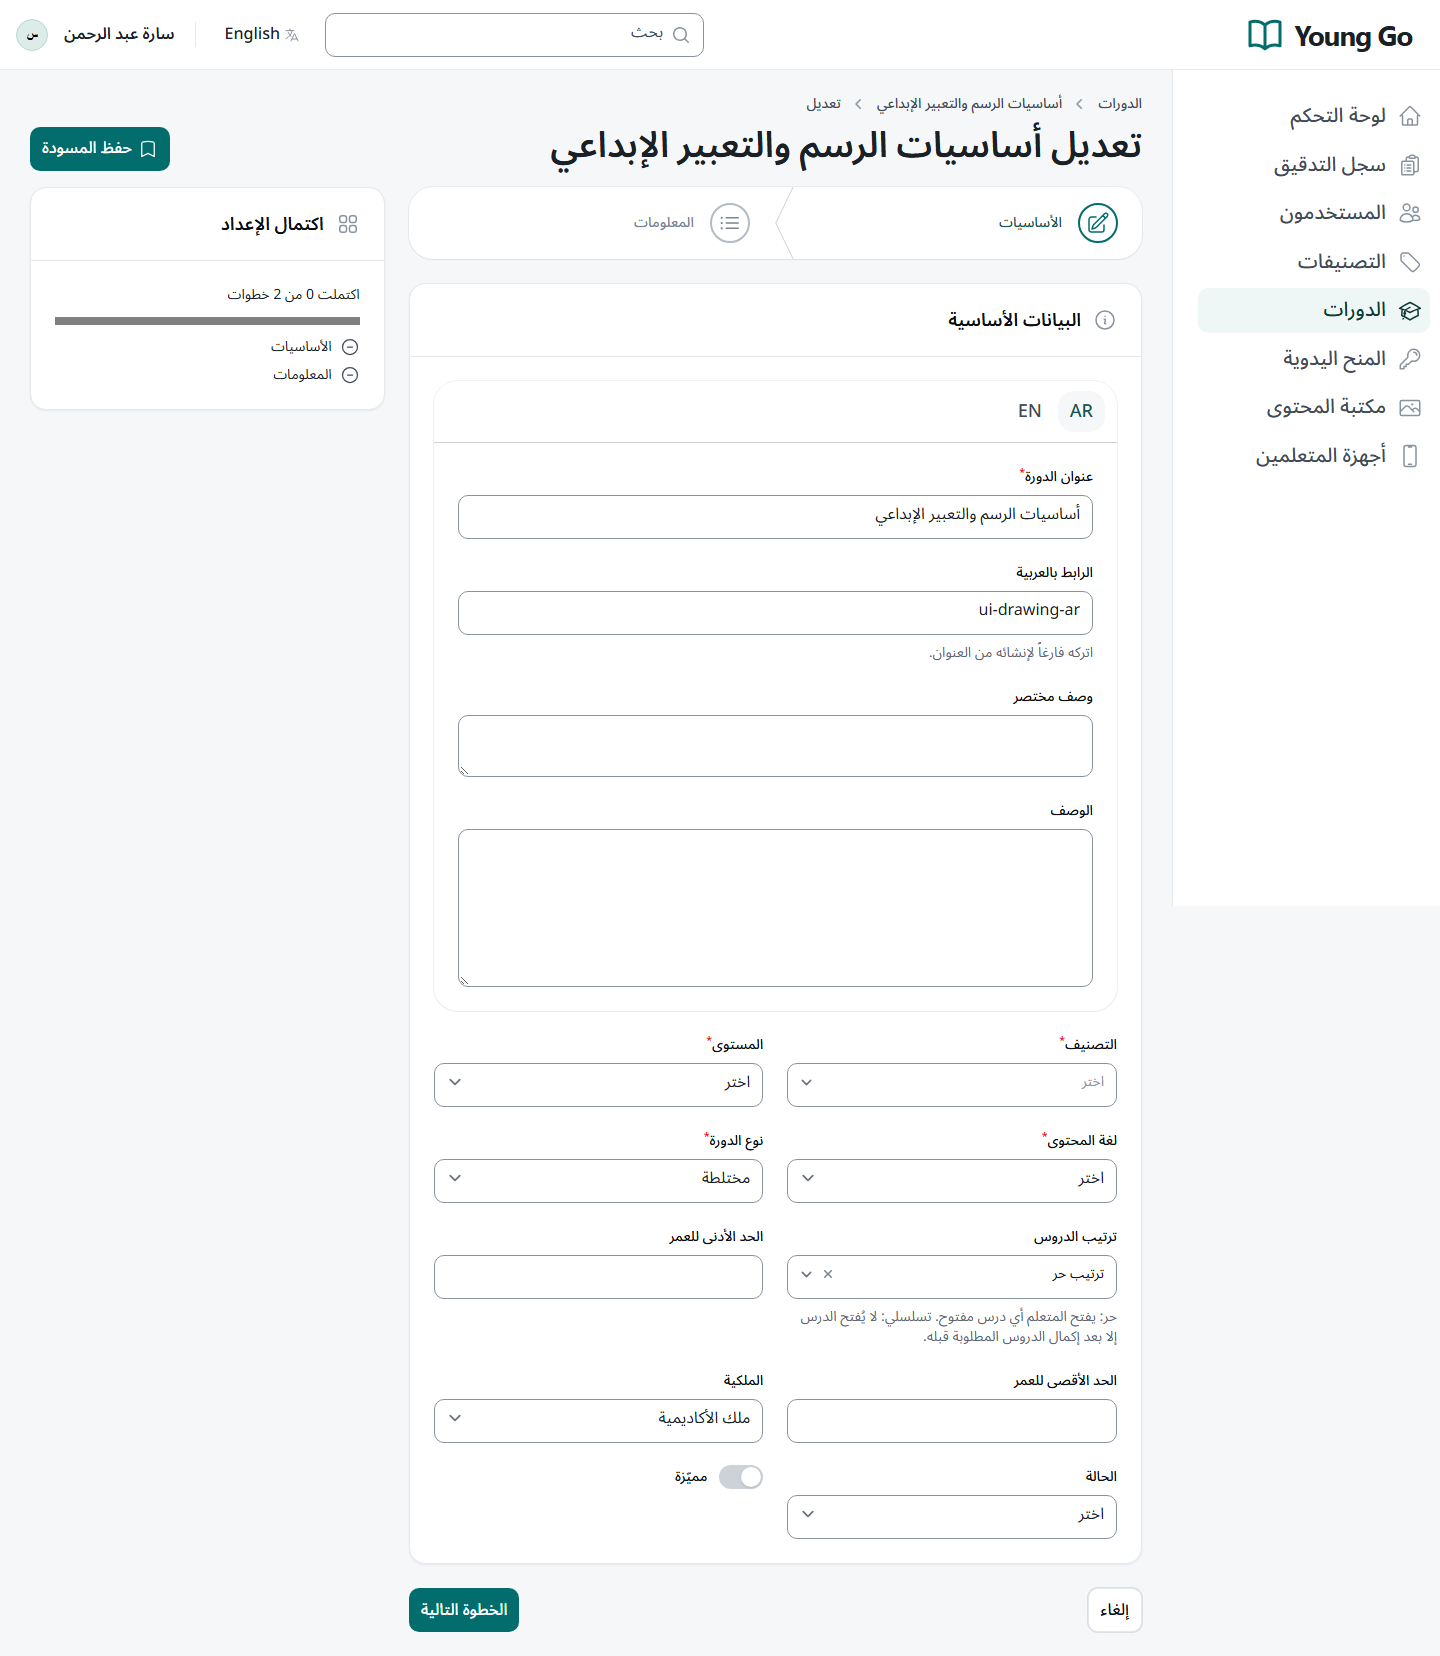 Young Go
بحث
English
سارة عبد الرحمن
س
لوحة التحكم
سجل التدقيق
المستخدمون
التصنيفات
الدورات
المنح اليدوية
مكتبة المحتوى
أجهزة المتعلمين
الدورات
أساسيات الرسم والتعبير الإبداعي
تعديل
تعديل أساسيات الرسم والتعبير الإبداعي
حفظ المسودة
الأساسيات
المعلومات
البيانات الأساسية
AR
EN
عنوان الدورة*
أساسيات الرسم والتعبير الإبداعي
الرابط بالعربية
ui-drawing-ar
اتركه فارغاً لإنشائه من العنوان.
وصف مختصر
الوصف
التصنيف*
اختر
المستوى*
اختر
لغة المحتوى*
اختر
نوع الدورة*
مختلطة
ترتيب الدروس
ترتيب حر
حر: يفتح المتعلم أي درس مفتوح. تسلسلي: لا يُفتح الدرس
إلا بعد إكمال الدروس المطلوبة قبله.
الحد الأدنى للعمر
الحد الأقصى للعمر
الملكية
ملك الأكاديمية
الحالة
اختر
مميّزة
إلغاء
الخطوة التالية
اكتمال الإعداد
اكتملت 0 من 2 خطوات
الأساسيات
المعلومات